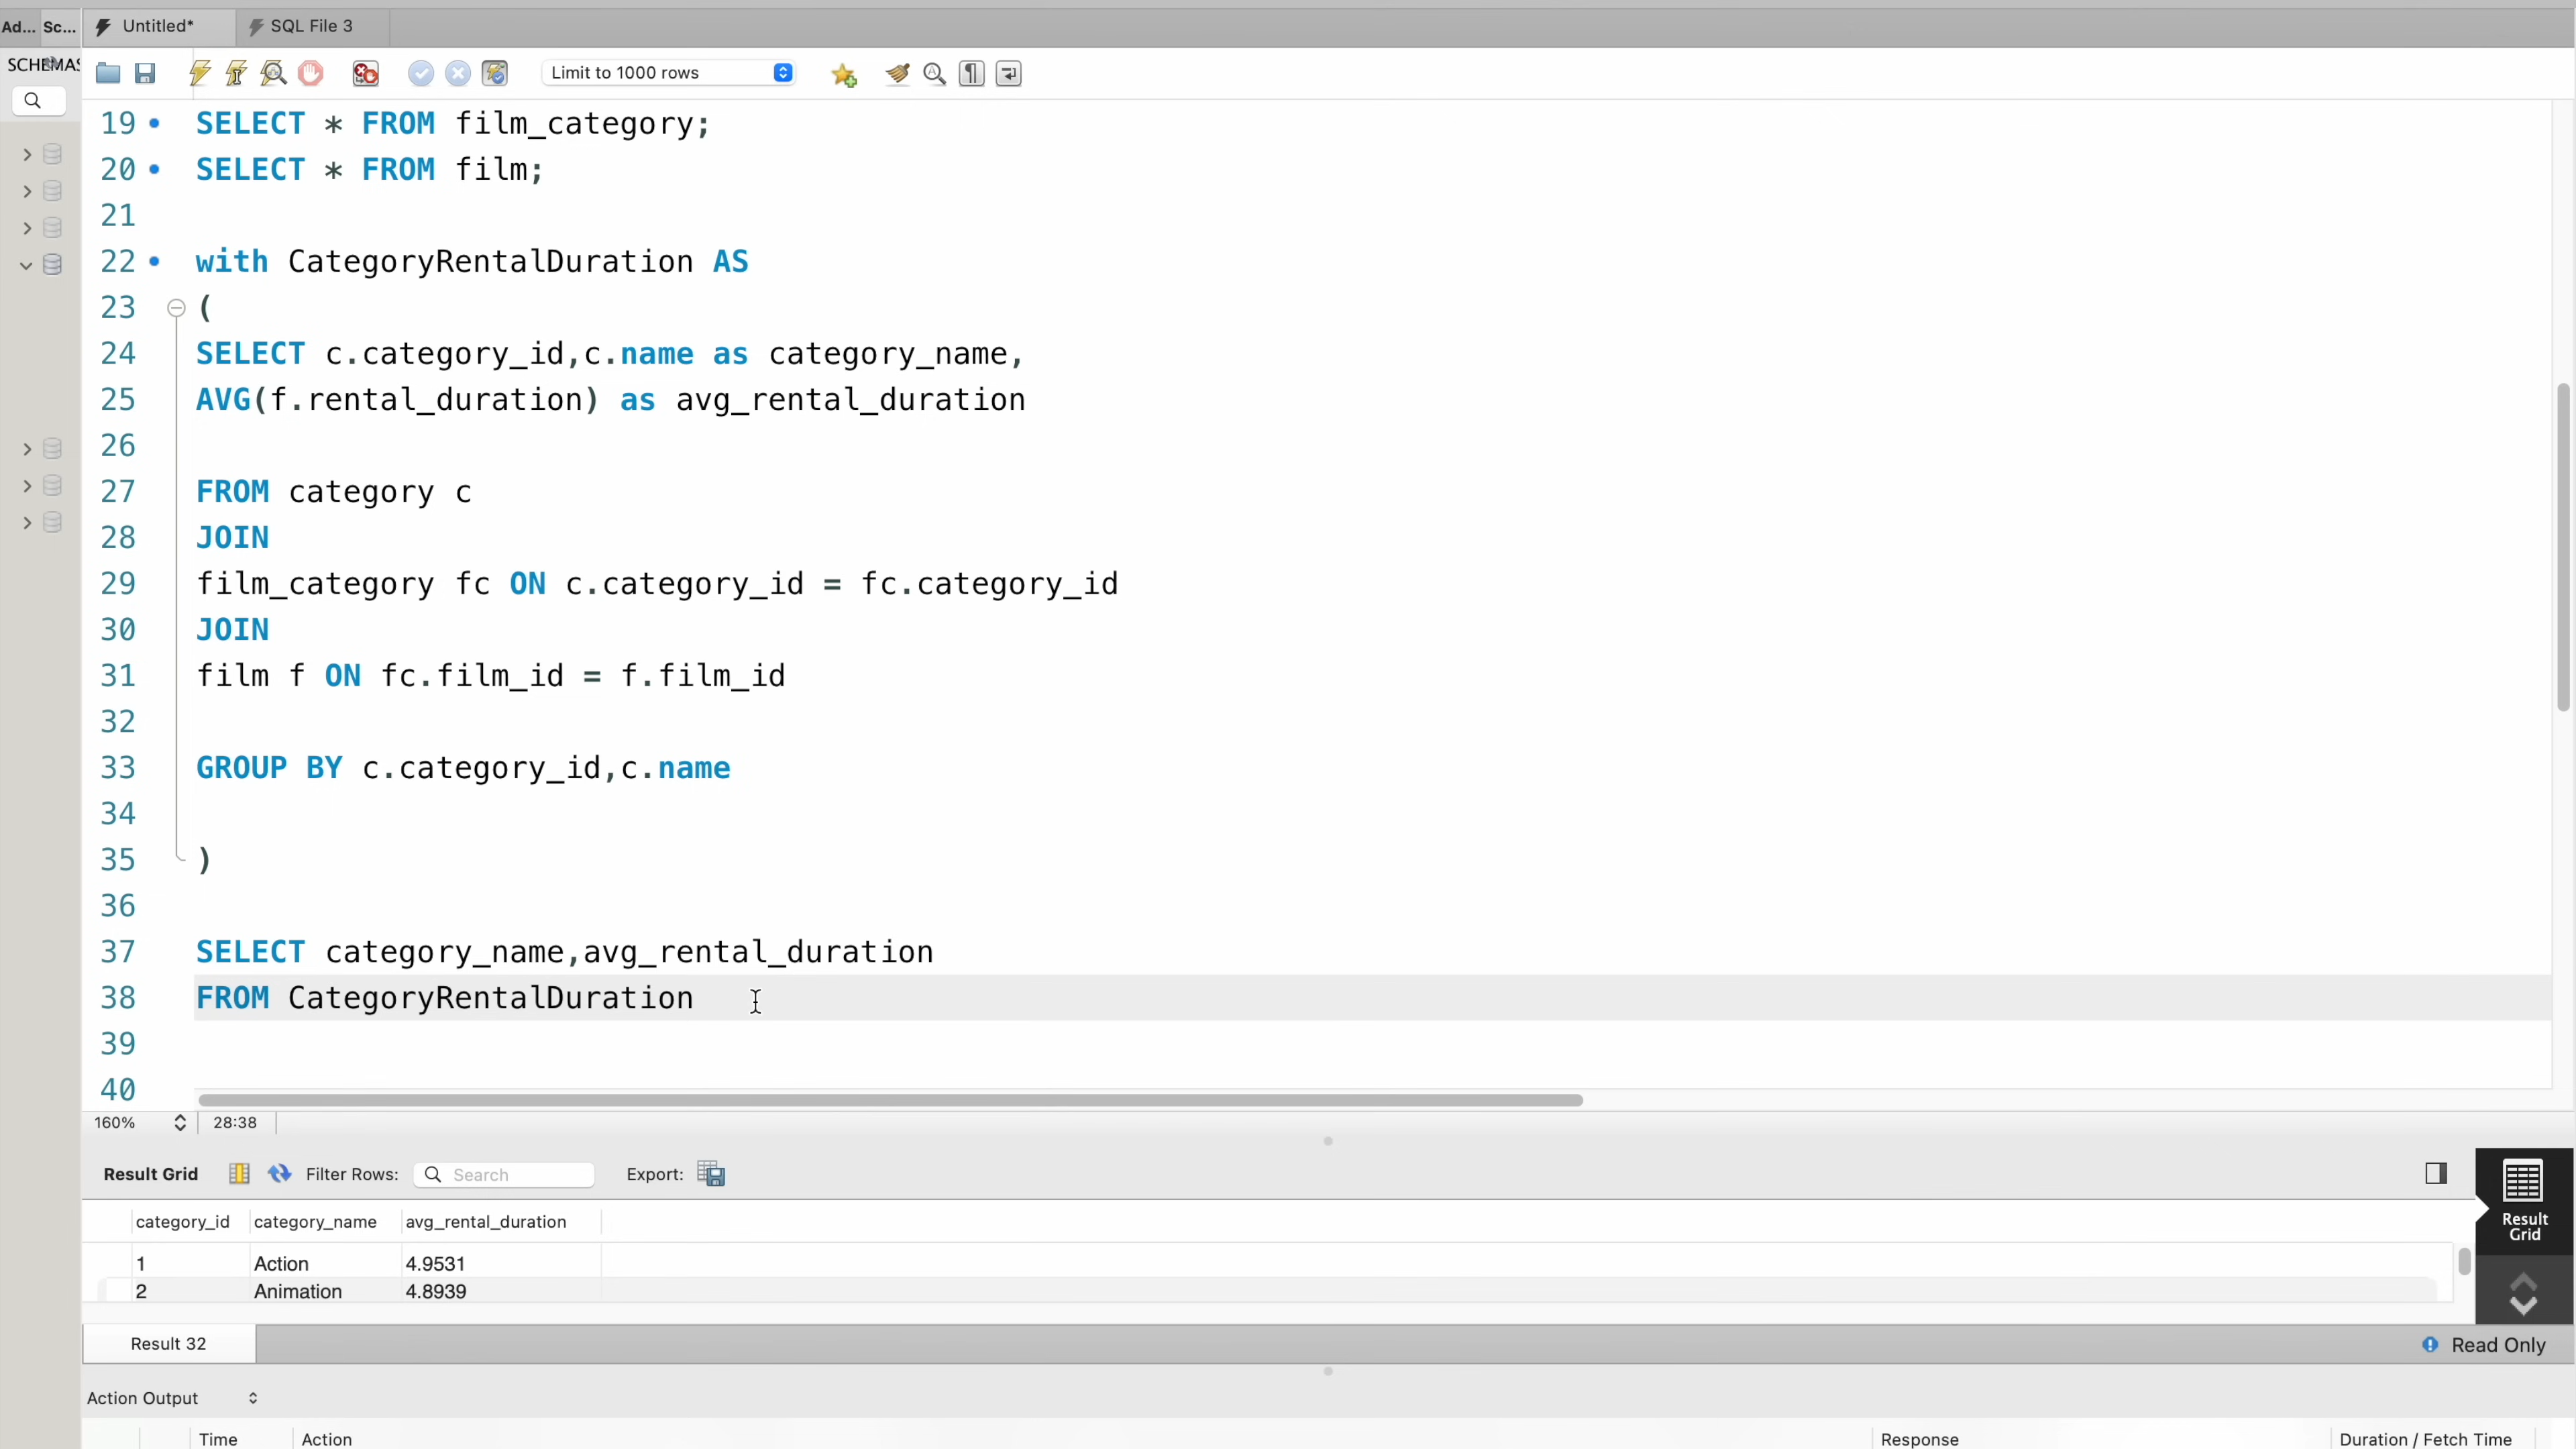 Ad... Sc... Untitled* SQL File 3
SCHEMAS Limit to 1000 rows
19 SELECT * FROM film_category;
20 SELECT * FROM film;
21
22 with CategoryRentalDuration AS
23 (
24 SELECT c.category_id,c.name as category_name,
25 AVG(f.rental_duration) as avg_rental_duration
26
27 FROM category c
28 JOIN
29 film_category fc ON c.category_id = fc.category_id
30 JOIN
31 film f ON fc.film_id = f.film_id
32
33 GROUP BY c.category_id,c.name
34
35 )
36
37 SELECT category_name,avg_rental_duration
38 FROM CategoryRentalDuration
39
40
160% 28:38
Result Grid Filter Rows: Search Export:
category_id category_name avg_rental_duration
1 Action 4.9531
2 Animation 4.8939
Result Grid
Result 32 Read Only
Action Output
Time Action Response Duration / Fetch Time